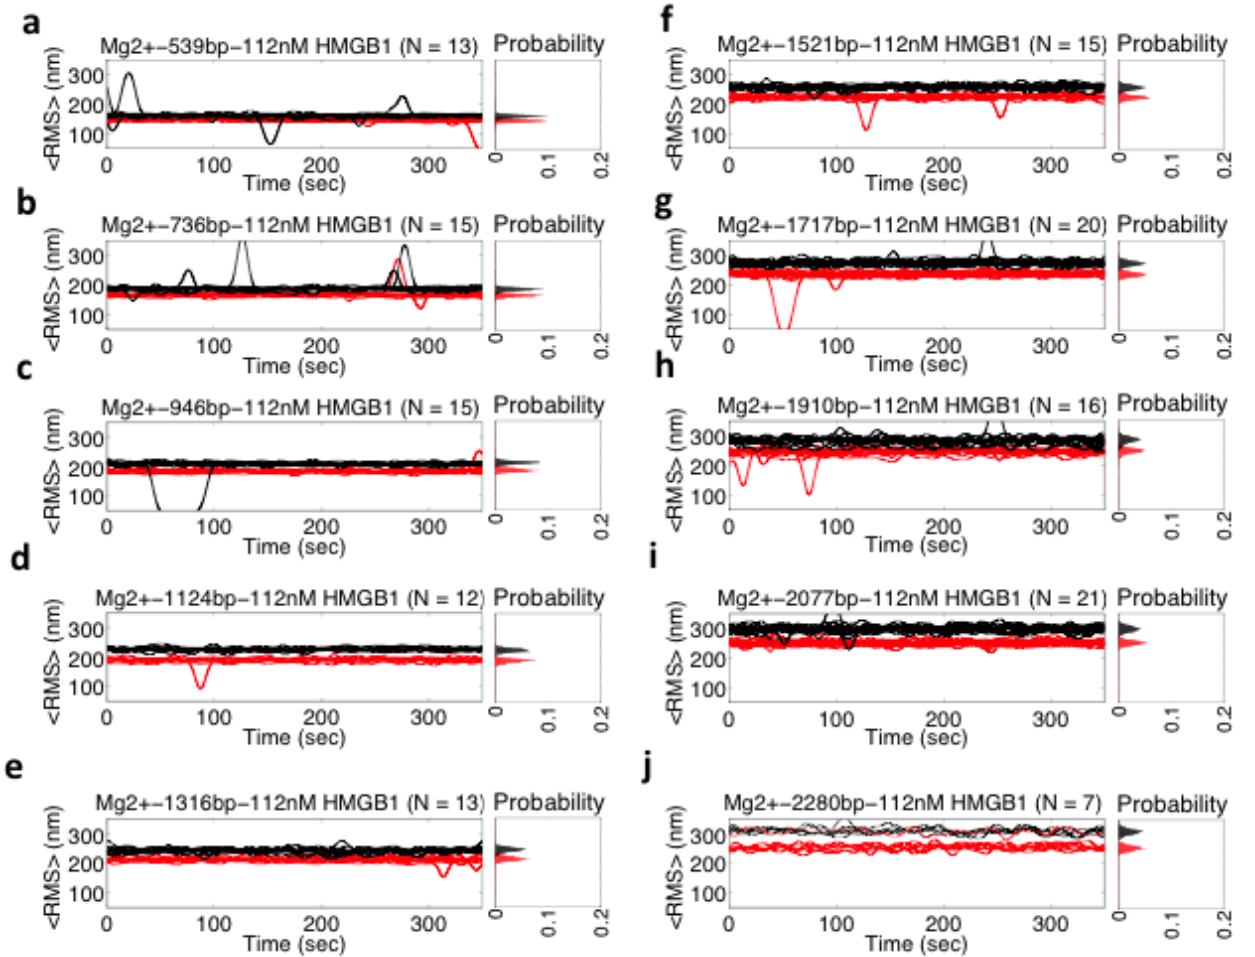 a
Mg2+−539bp−112nM HMGB1 (N = 13) Probability
<RMS> (nm)
300
200
100
0 100 200 300
Time (sec)
0 0.1 0.2
b
Mg2+−736bp−112nM HMGB1 (N = 15) Probability
<RMS> (nm)
300
200
100
0 100 200 300
Time (sec)
0 0.1 0.2
c
Mg2+−946bp−112nM HMGB1 (N = 15) Probability
<RMS> (nm)
300
200
100
0 100 200 300
Time (sec)
0 0.1 0.2
d
Mg2+−1124bp−112nM HMGB1 (N = 12) Probability
<RMS> (nm)
300
200
100
0 100 200 300
Time (sec)
0 0.1 0.2
e
Mg2+−1316bp−112nM HMGB1 (N = 13) Probability
<RMS> (nm)
300
200
100
0 100 200 300
Time (sec)
0 0.1 0.2
f
Mg2+−1521bp−112nM HMGB1 (N = 15) Probability
<RMS> (nm)
300
200
100
0 100 200 300
Time (sec)
0 0.1 0.2
g
Mg2+−1717bp−112nM HMGB1 (N = 20) Probability
<RMS> (nm)
300
200
100
0 100 200 300
Time (sec)
0 0.1 0.2
h
Mg2+−1910bp−112nM HMGB1 (N = 16) Probability
<RMS> (nm)
300
200
100
0 100 200 300
Time (sec)
0 0.1 0.2
i
Mg2+−2077bp−112nM HMGB1 (N = 21) Probability
<RMS> (nm)
300
200
100
0 100 200 300
Time (sec)
0 0.1 0.2
j
Mg2+−2280bp−112nM HMGB1 (N = 7) Probability
<RMS> (nm)
300
200
100
0 100 200 300
Time (sec)
0 0.1 0.2